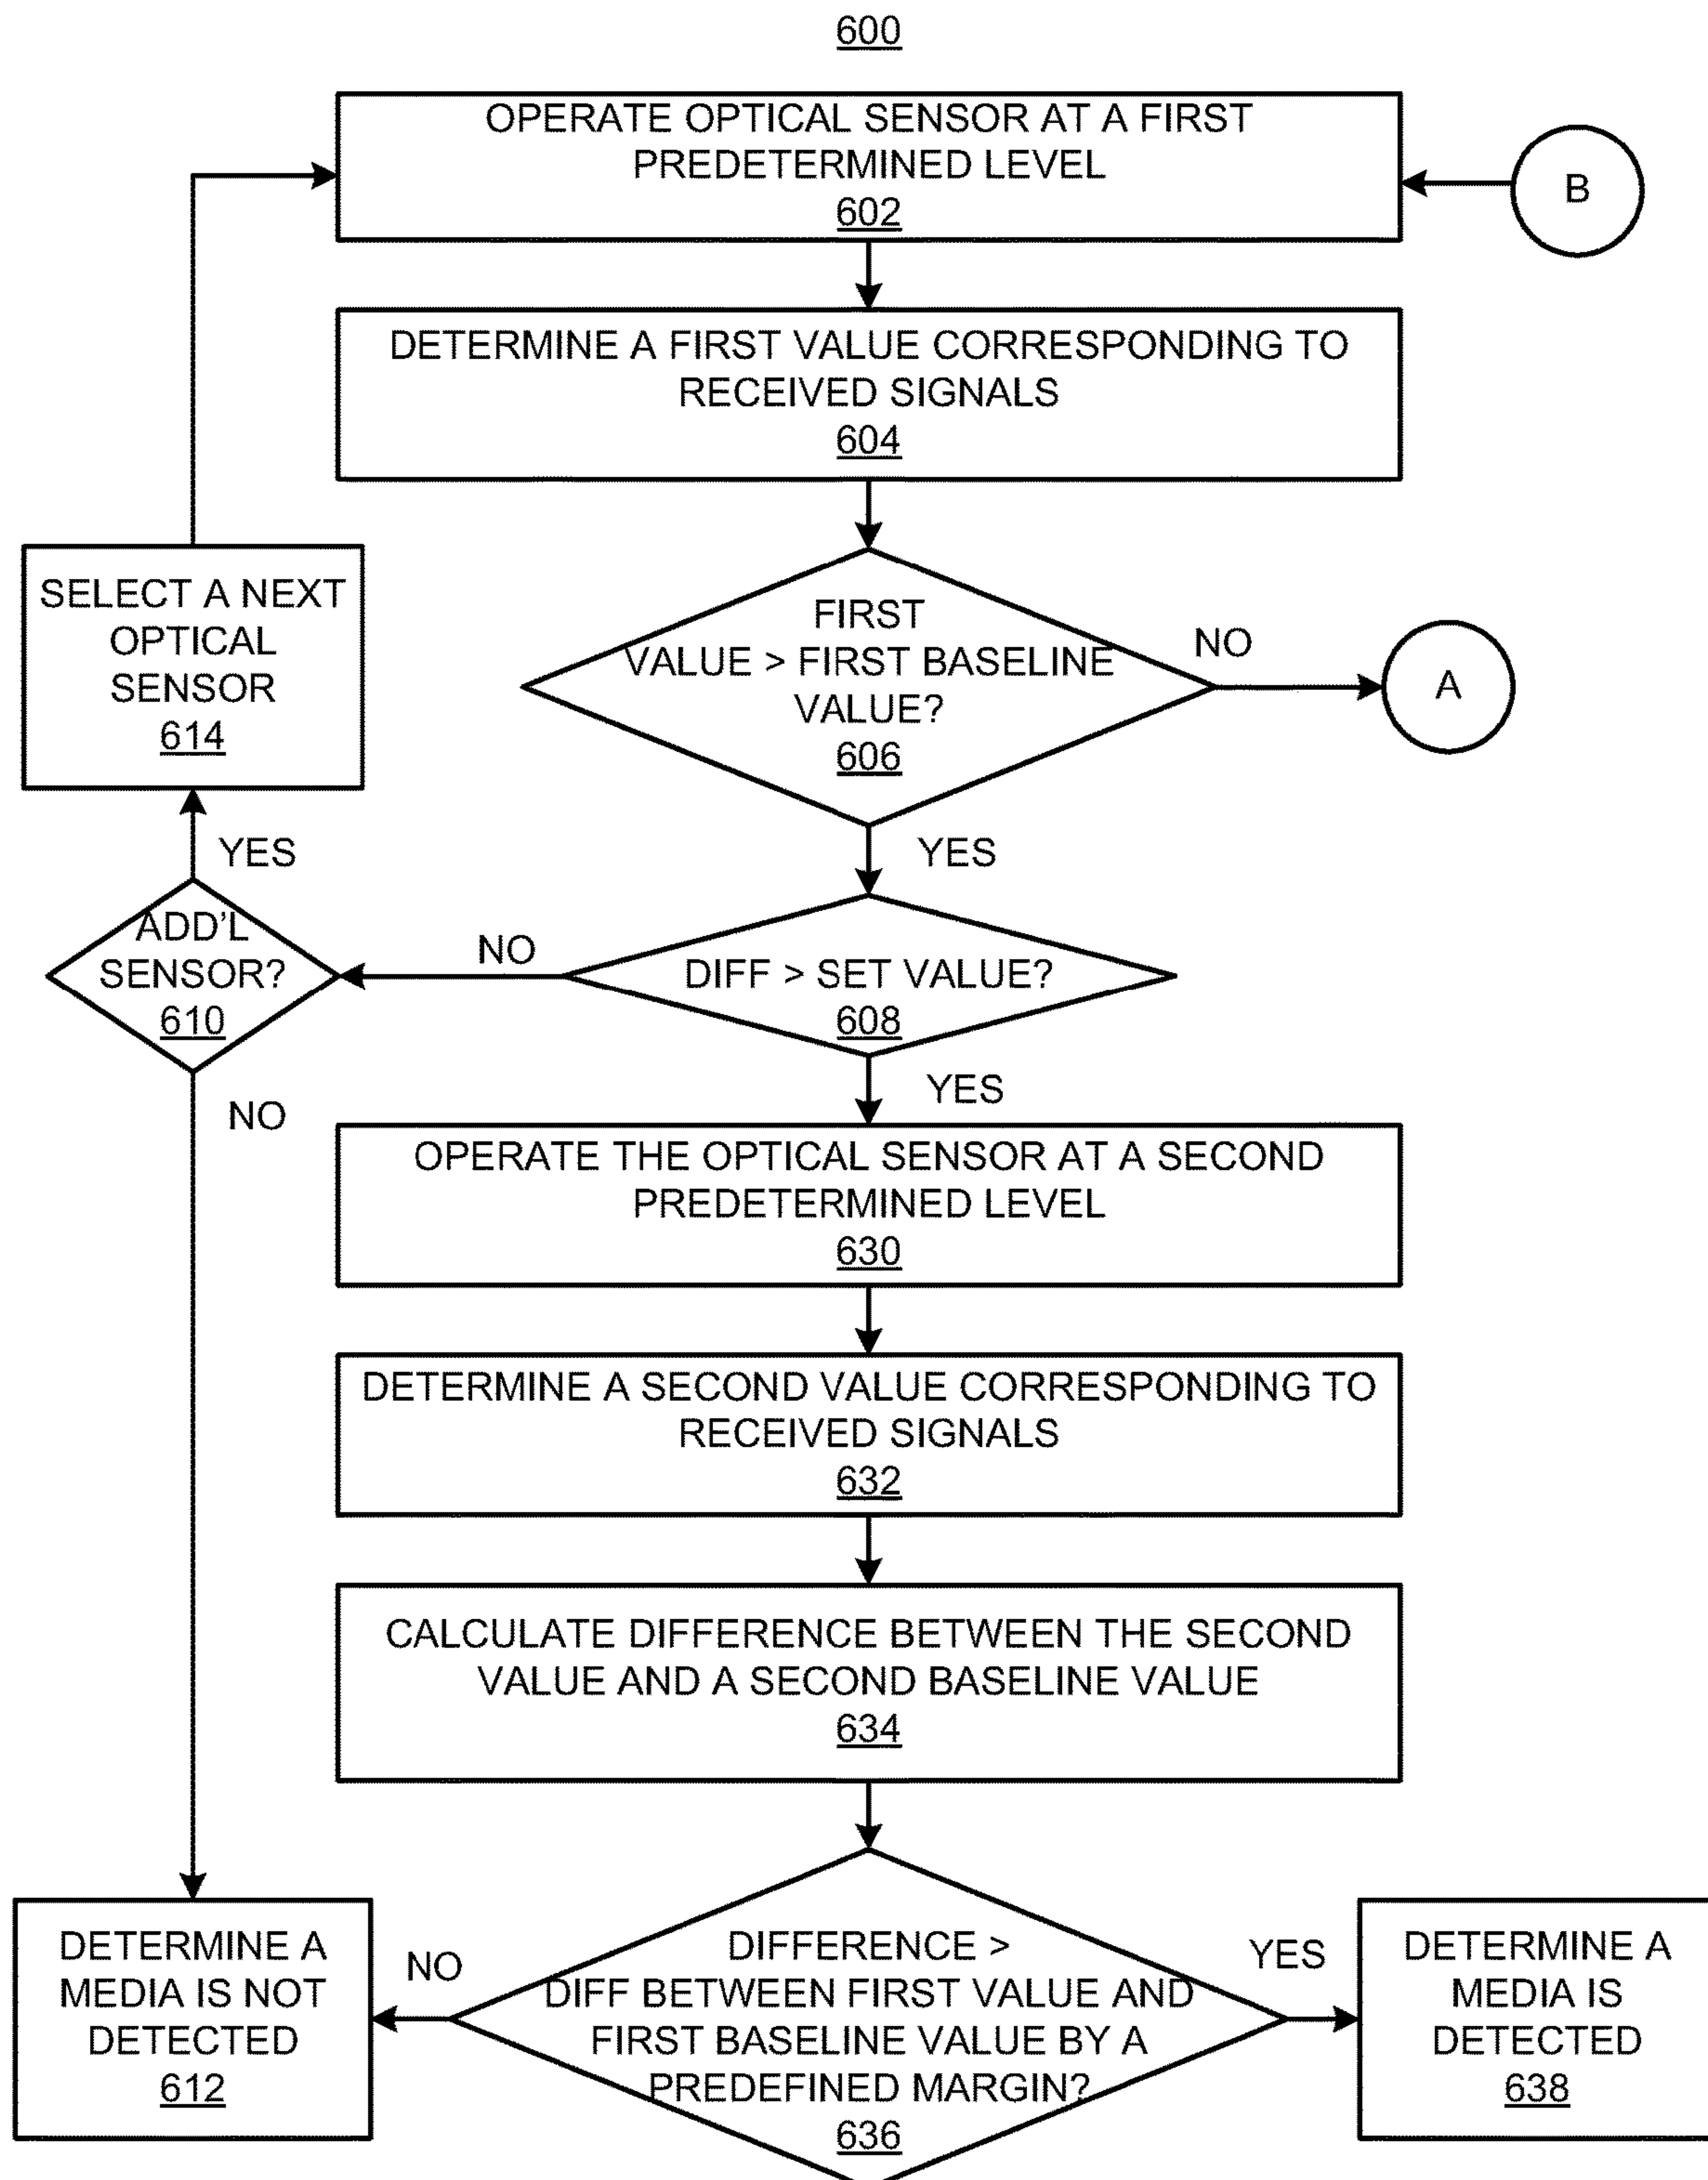 600
OPERATE OPTICAL SENSOR AT A FIRST
PREDETERMINED LEVEL
602
B
DETERMINE A FIRST VALUE CORRESPONDING TO
RECEIVED SIGNALS
604
SELECT A NEXT
OPTICAL
SENSOR
614
FIRST
VALUE > FIRST BASELINE
VALUE?
606
NO
A
YES
YES
ADD'L
SENSOR?
610
NO
DIFF > SET VALUE?
608
YES
NO
OPERATE THE OPTICAL SENSOR AT A SECOND
PREDETERMINED LEVEL
630
DETERMINE A SECOND VALUE CORRESPONDING TO
RECEIVED SIGNALS
632
CALCULATE DIFFERENCE BETWEEN THE SECOND
VALUE AND A SECOND BASELINE VALUE
634
DETERMINE A
MEDIA IS NOT
DETECTED
612
NO
DIFFERENCE >
DIFF BETWEEN FIRST VALUE AND
FIRST BASELINE VALUE BY A
PREDEFINED MARGIN?
636
YES
DETERMINE A
MEDIA IS
DETECTED
638